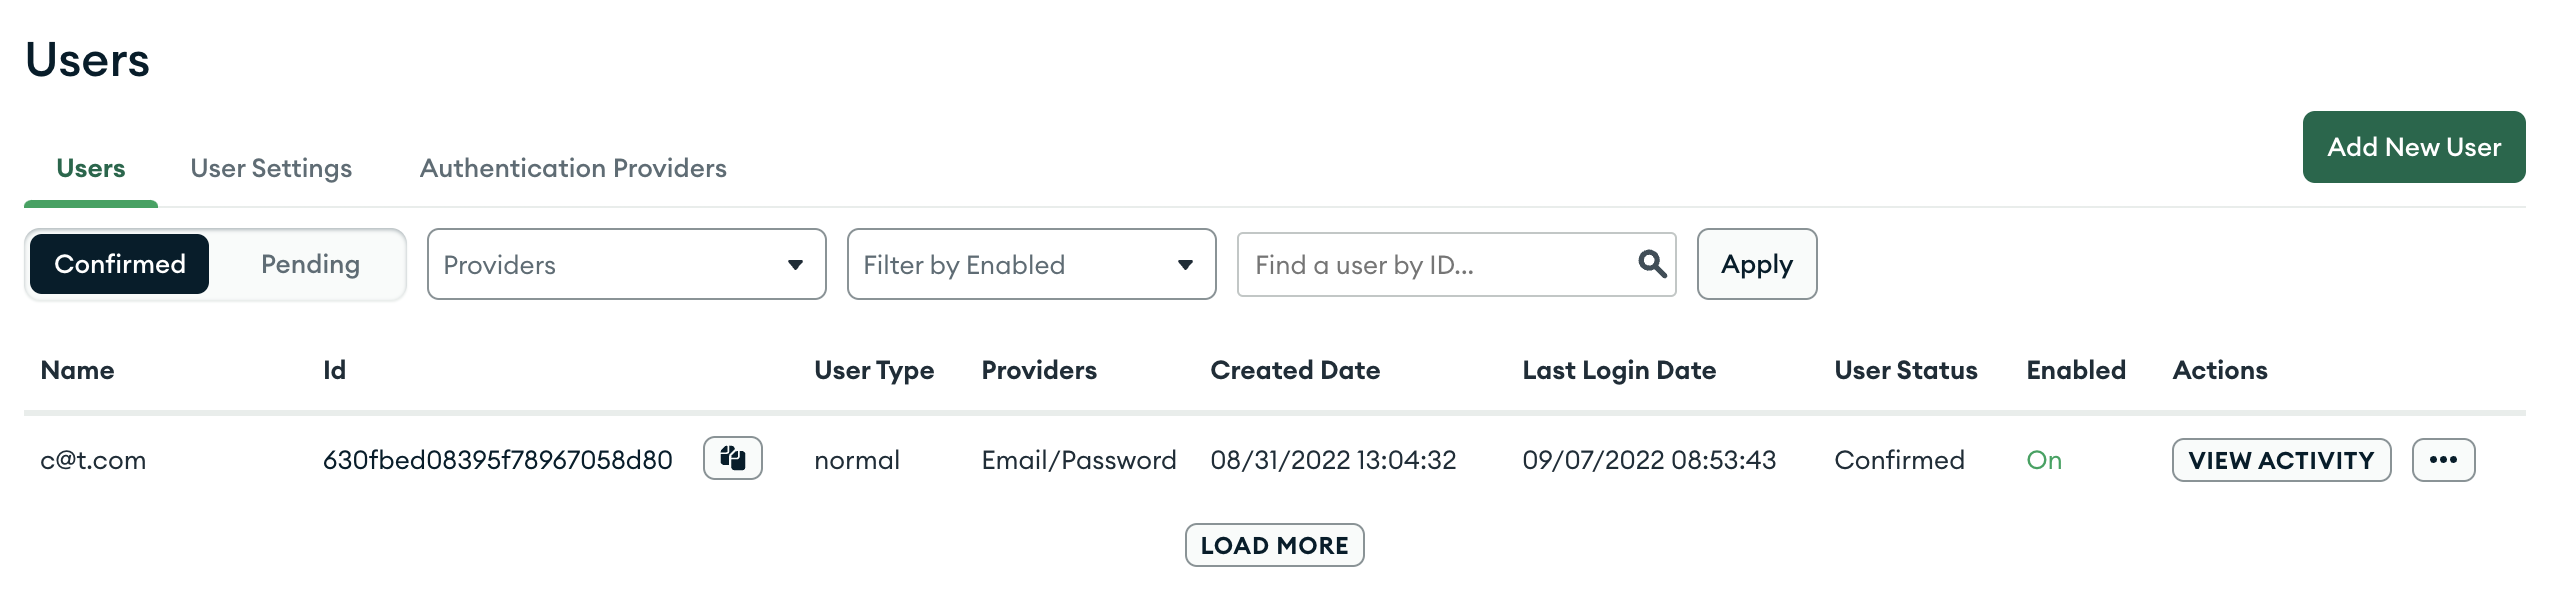 Users
Add New User
Users User Settings Authentication Providers
Confirmed Pending Providers Filter by Enabled Find a user by ID... Apply
Name Id User Type Providers Created Date Last Login Date User Status Enabled Actions
c@t.com 630fbed08395f78967058d80 normal Email/Password 08/31/2022 13:04:32 09/07/2022 08:53:43 Confirmed On VIEW ACTIVITY
LOAD MORE